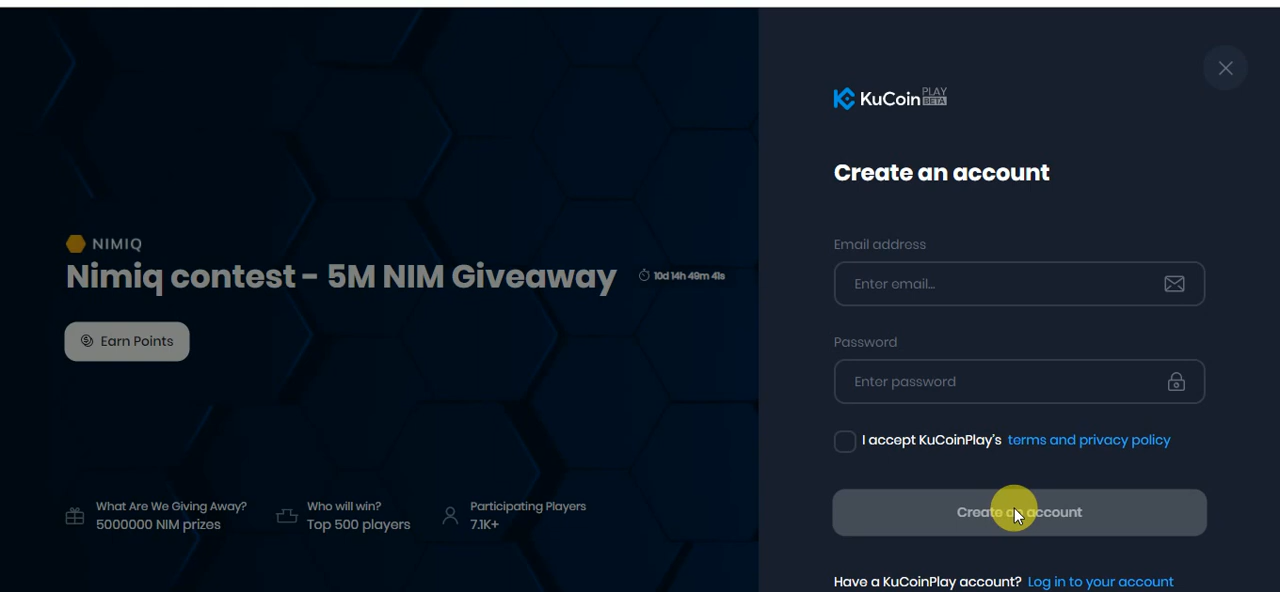 NIMIQ
Nimiq contest - 5M NIM Giveaway
10d 14h 49m 41s
Earn Points
What Are We Giving Away?
5000000 NIM prizes
Who will win?
Top 500 players
Participating Players
7.1K+
KuCoin PLAY BETA
Create an account
Email address
Enter email...
Password
Enter password
I accept KuCoinPlay's terms and privacy policy
Create an account
Have a KuCoinPlay account? Log in to your account